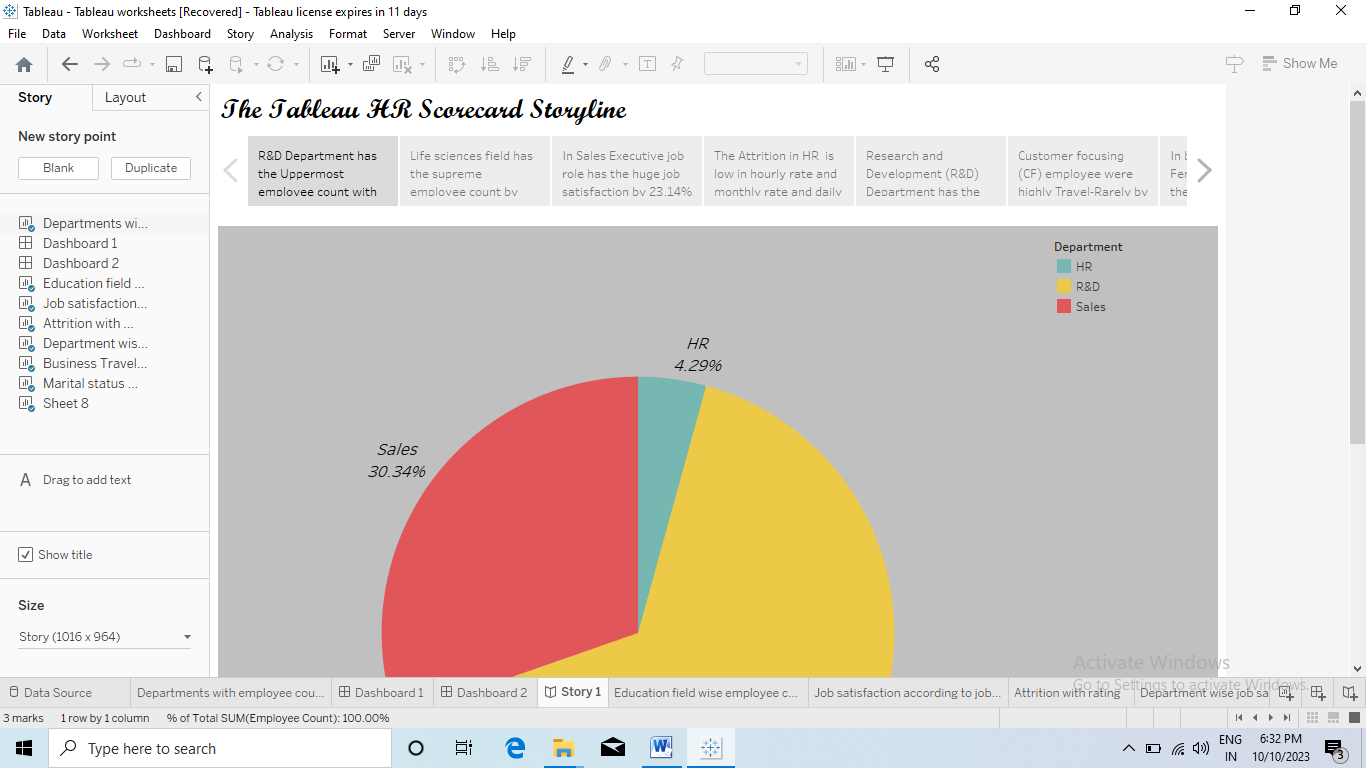 Tableau - Tableau worksheets [Recovered] - Tableau license expires in 11 days
File Data Worksheet Dashboard Story Analysis Format Server Window Help
Show Me
Story Layout
New story point
Blank Duplicate
Departments wi...
Dashboard 1
Dashboard 2
Education field ...
Job satisfaction...
Attrition with ...
Department wis...
Business Travel...
Marital status ...
Sheet 8
A Drag to add text
Show title
Size
Story (1016 x 964)
The Tableau HR Scorecard Storyline
R&D Department has
the Uppermost
employee count with
Life sciences field has
the supreme
employee count by
In Sales Executive job
role has the huge job
satisfaction by 23.14%
The Attrition in HR is
low in hourly rate and
monthly rate and daily
Research and
Development (R&D)
Department has the
Customer focusing
(CF) employee were
highly Travel-Rarely by
In
Fer
the
Department
HR
R&D
Sales
HR
4.29%
Sales
30.34%
Activate Windows
Go to Settings to activate Windows.
Data Source Departments with employee cou... Dashboard 1 Dashboard 2 Story 1 Education field wise employee c... Job satisfaction according to job... Attrition with rating Department wise job sa
3 marks 1 row by 1 column % of Total SUM(Employee Count): 100.00%
Type here to search
ENG
IN
6:32 PM
10/10/2023
3